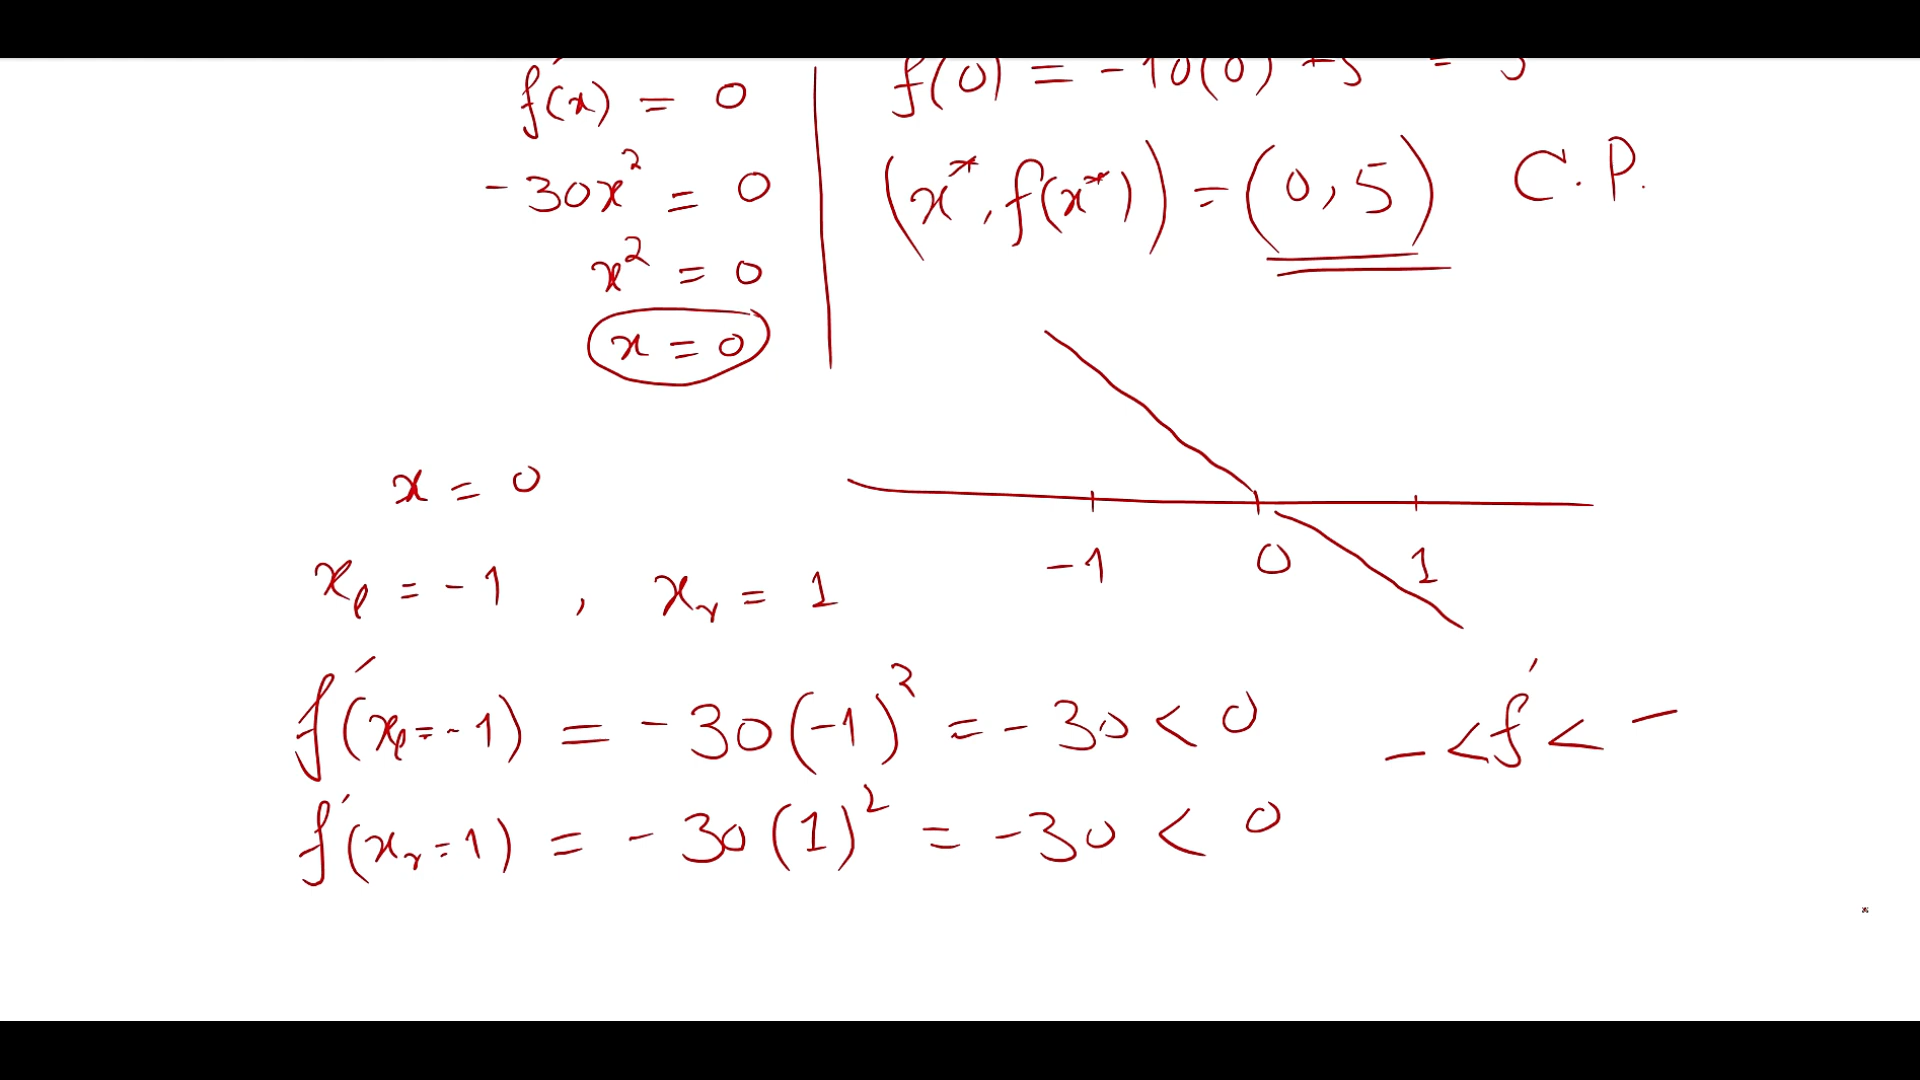 f'(x) = 0
-30x² = 0
x² = 0
x = 0
f(0) = -10(0) +5 = 5
(x*, f(x*)) = (0, 5) C.P.
-1 0 1
x = 0
xₗ = -1 , xᵣ = 1
f'(xₗ = -1) = -30(-1)² = -30 < 0
- < f' < -
f'(xᵣ = 1) = -30(1)² = -30 < 0